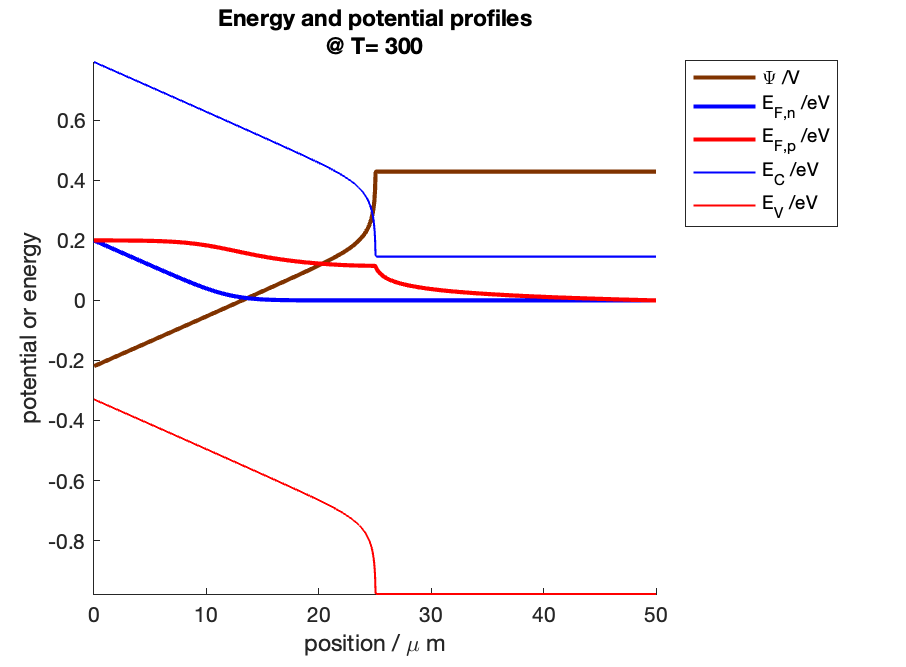 Energy and potential profiles
@ T= 300
Ψ /V
E_F,n /eV
E_F,p /eV
E_C /eV
E_V /eV
potential or energy
0.6
0.4
0.2
0
-0.2
-0.4
-0.6
-0.8
0 10 20 30 40 50
position / μ m